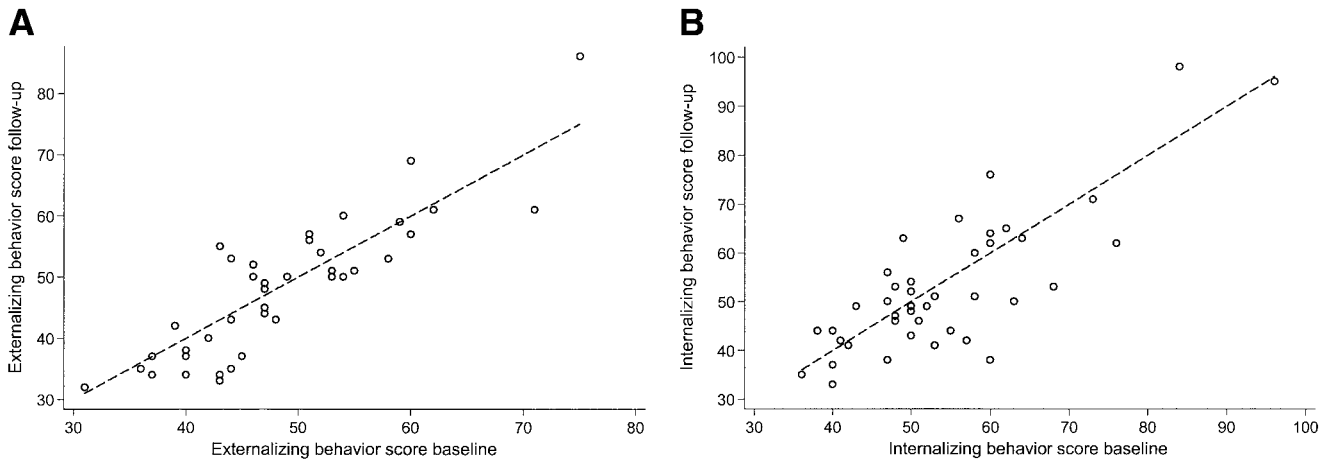 A
Externalizing behavior score follow-up
80
70
60
50
40
30
30 40 50 60 70 80
Externalizing behavior score baseline
B
Internalizing behavior score follow-up
100
90
80
70
60
50
40
30
30 40 50 60 70 80 90 100
Internalizing behavior score baseline